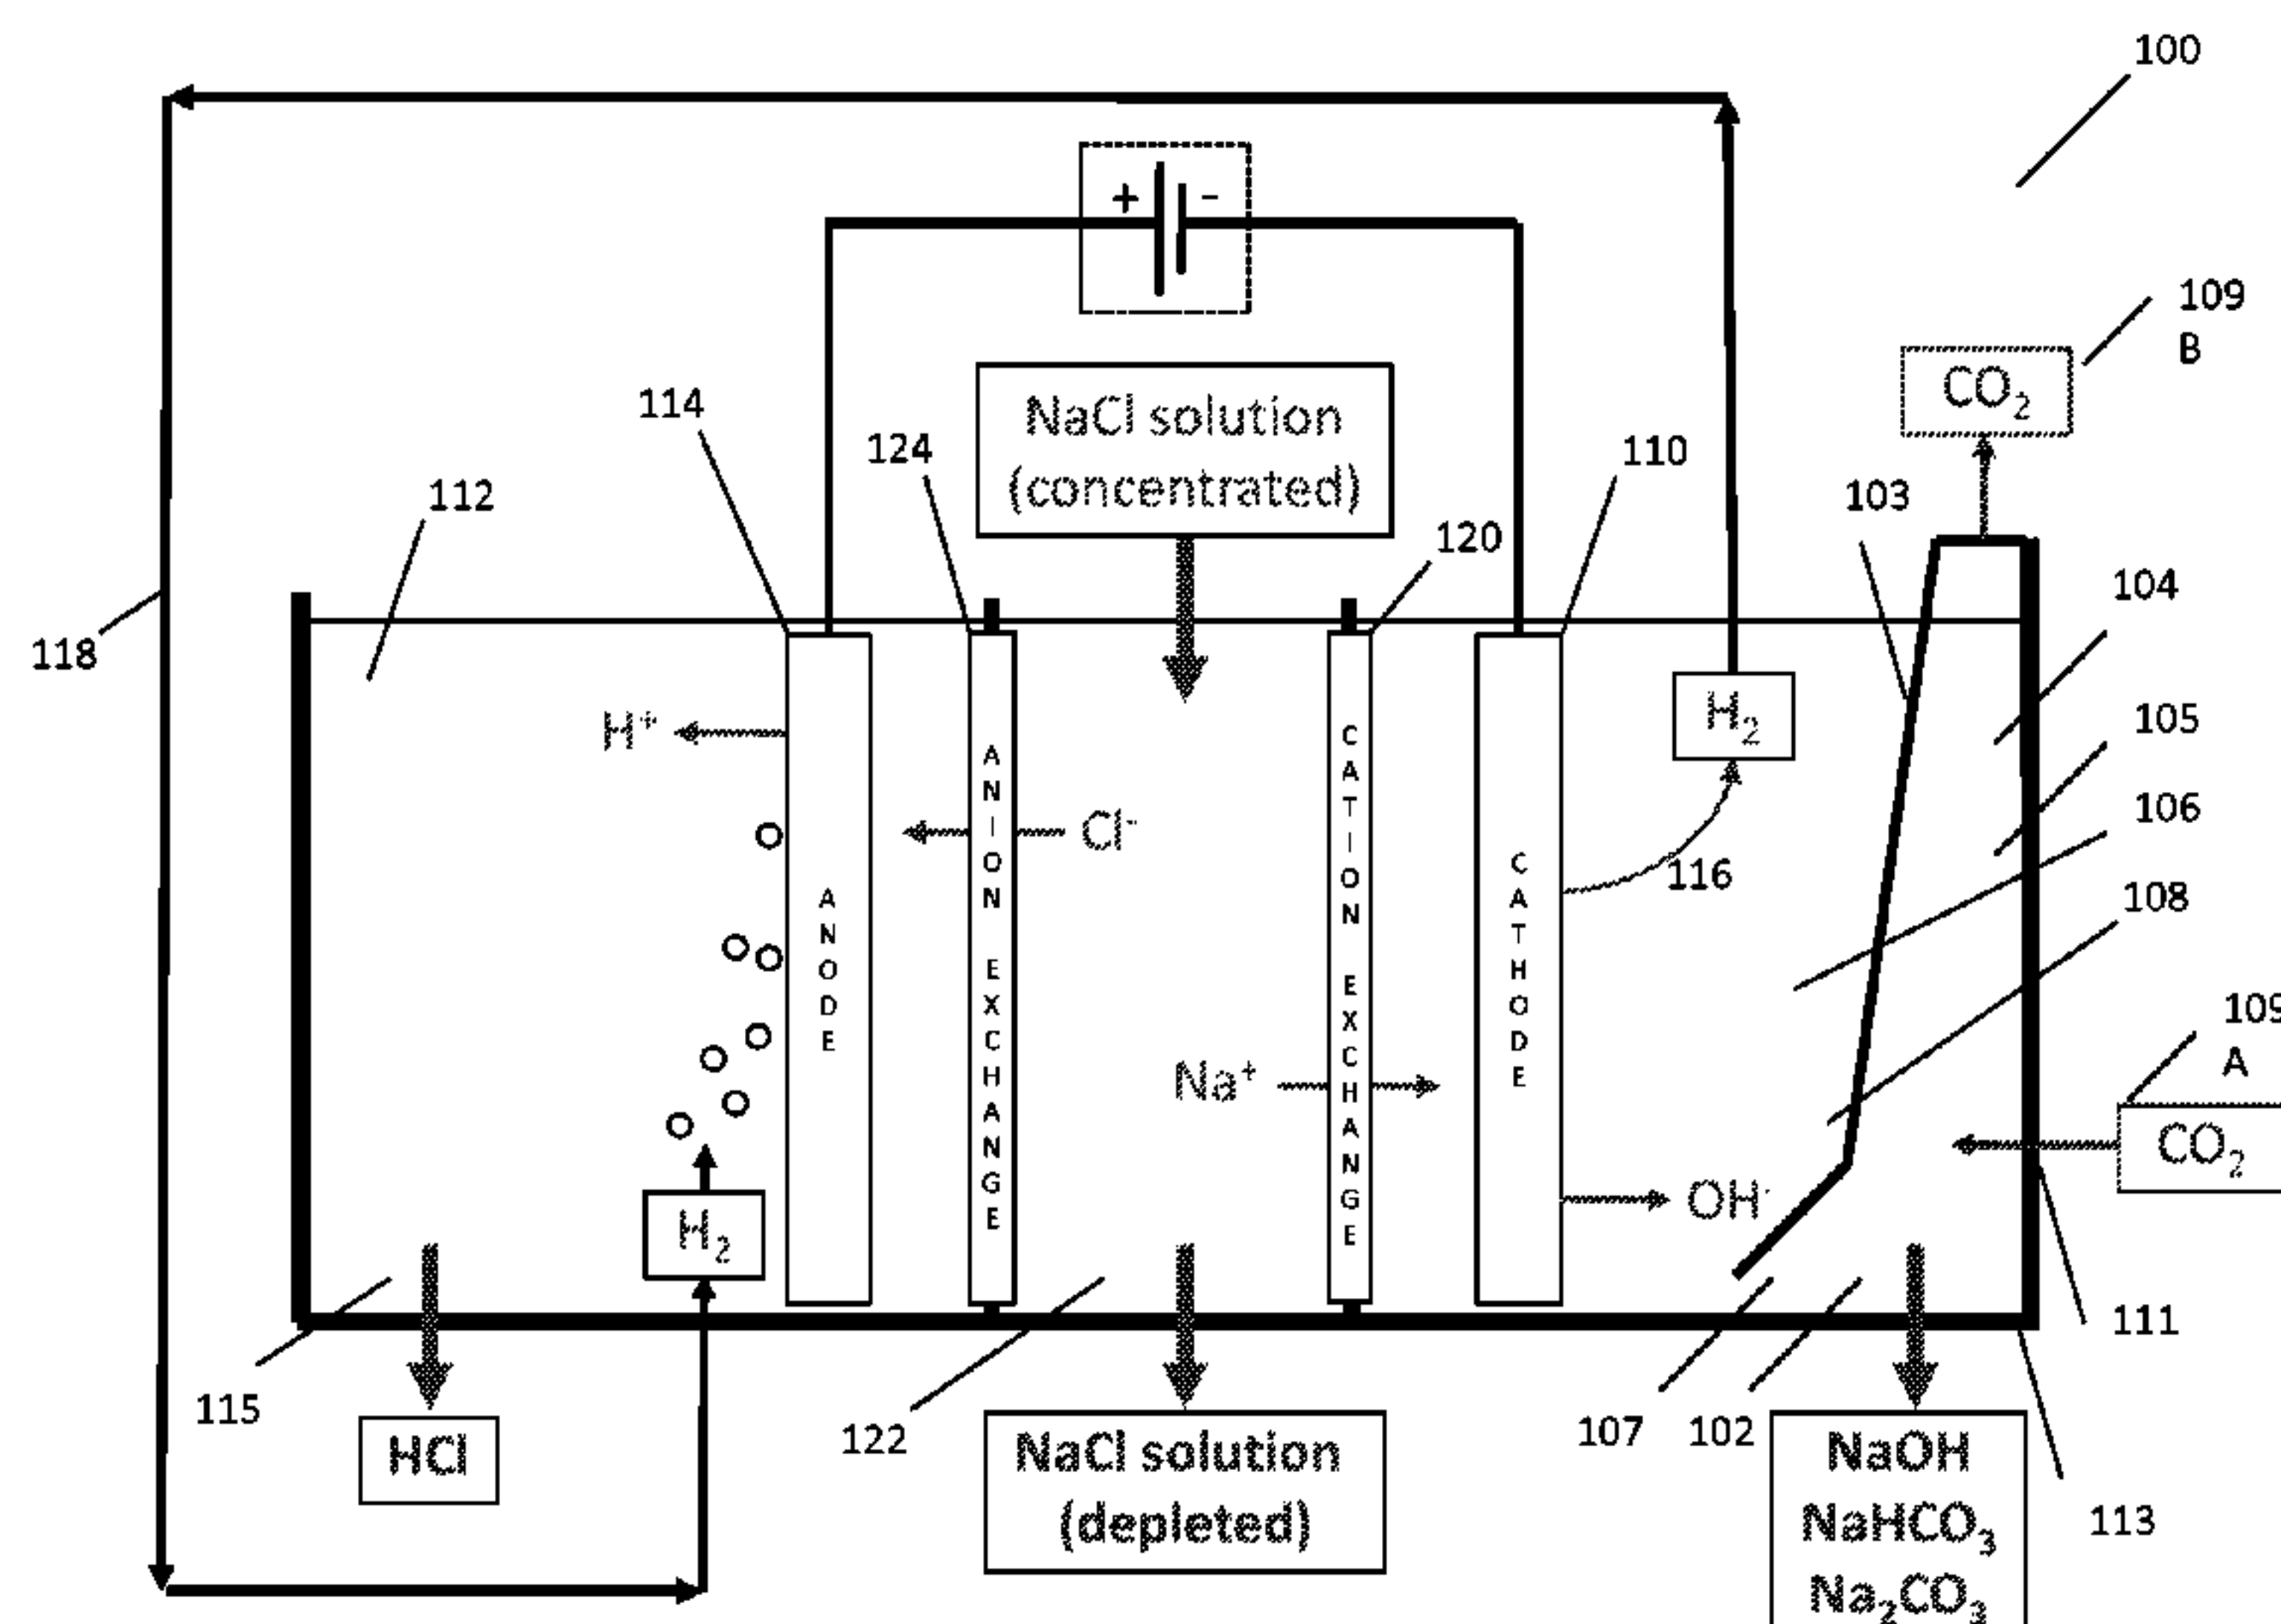 100
+ -
109
B
CO2
114
NaCl solution
(concentrated)
124
110
112
103
120
104
118
H2
105
H+
ANION EXCHANGE
CATION EXCHANGE
106
Cl-
116
ANODE
CATHODE
108
109
A
Na+
CO2
OH-
H2
111
115
HCl
122
NaCl solution
(depleted)
107
102
NaOH
NaHCO3
Na2CO3
113